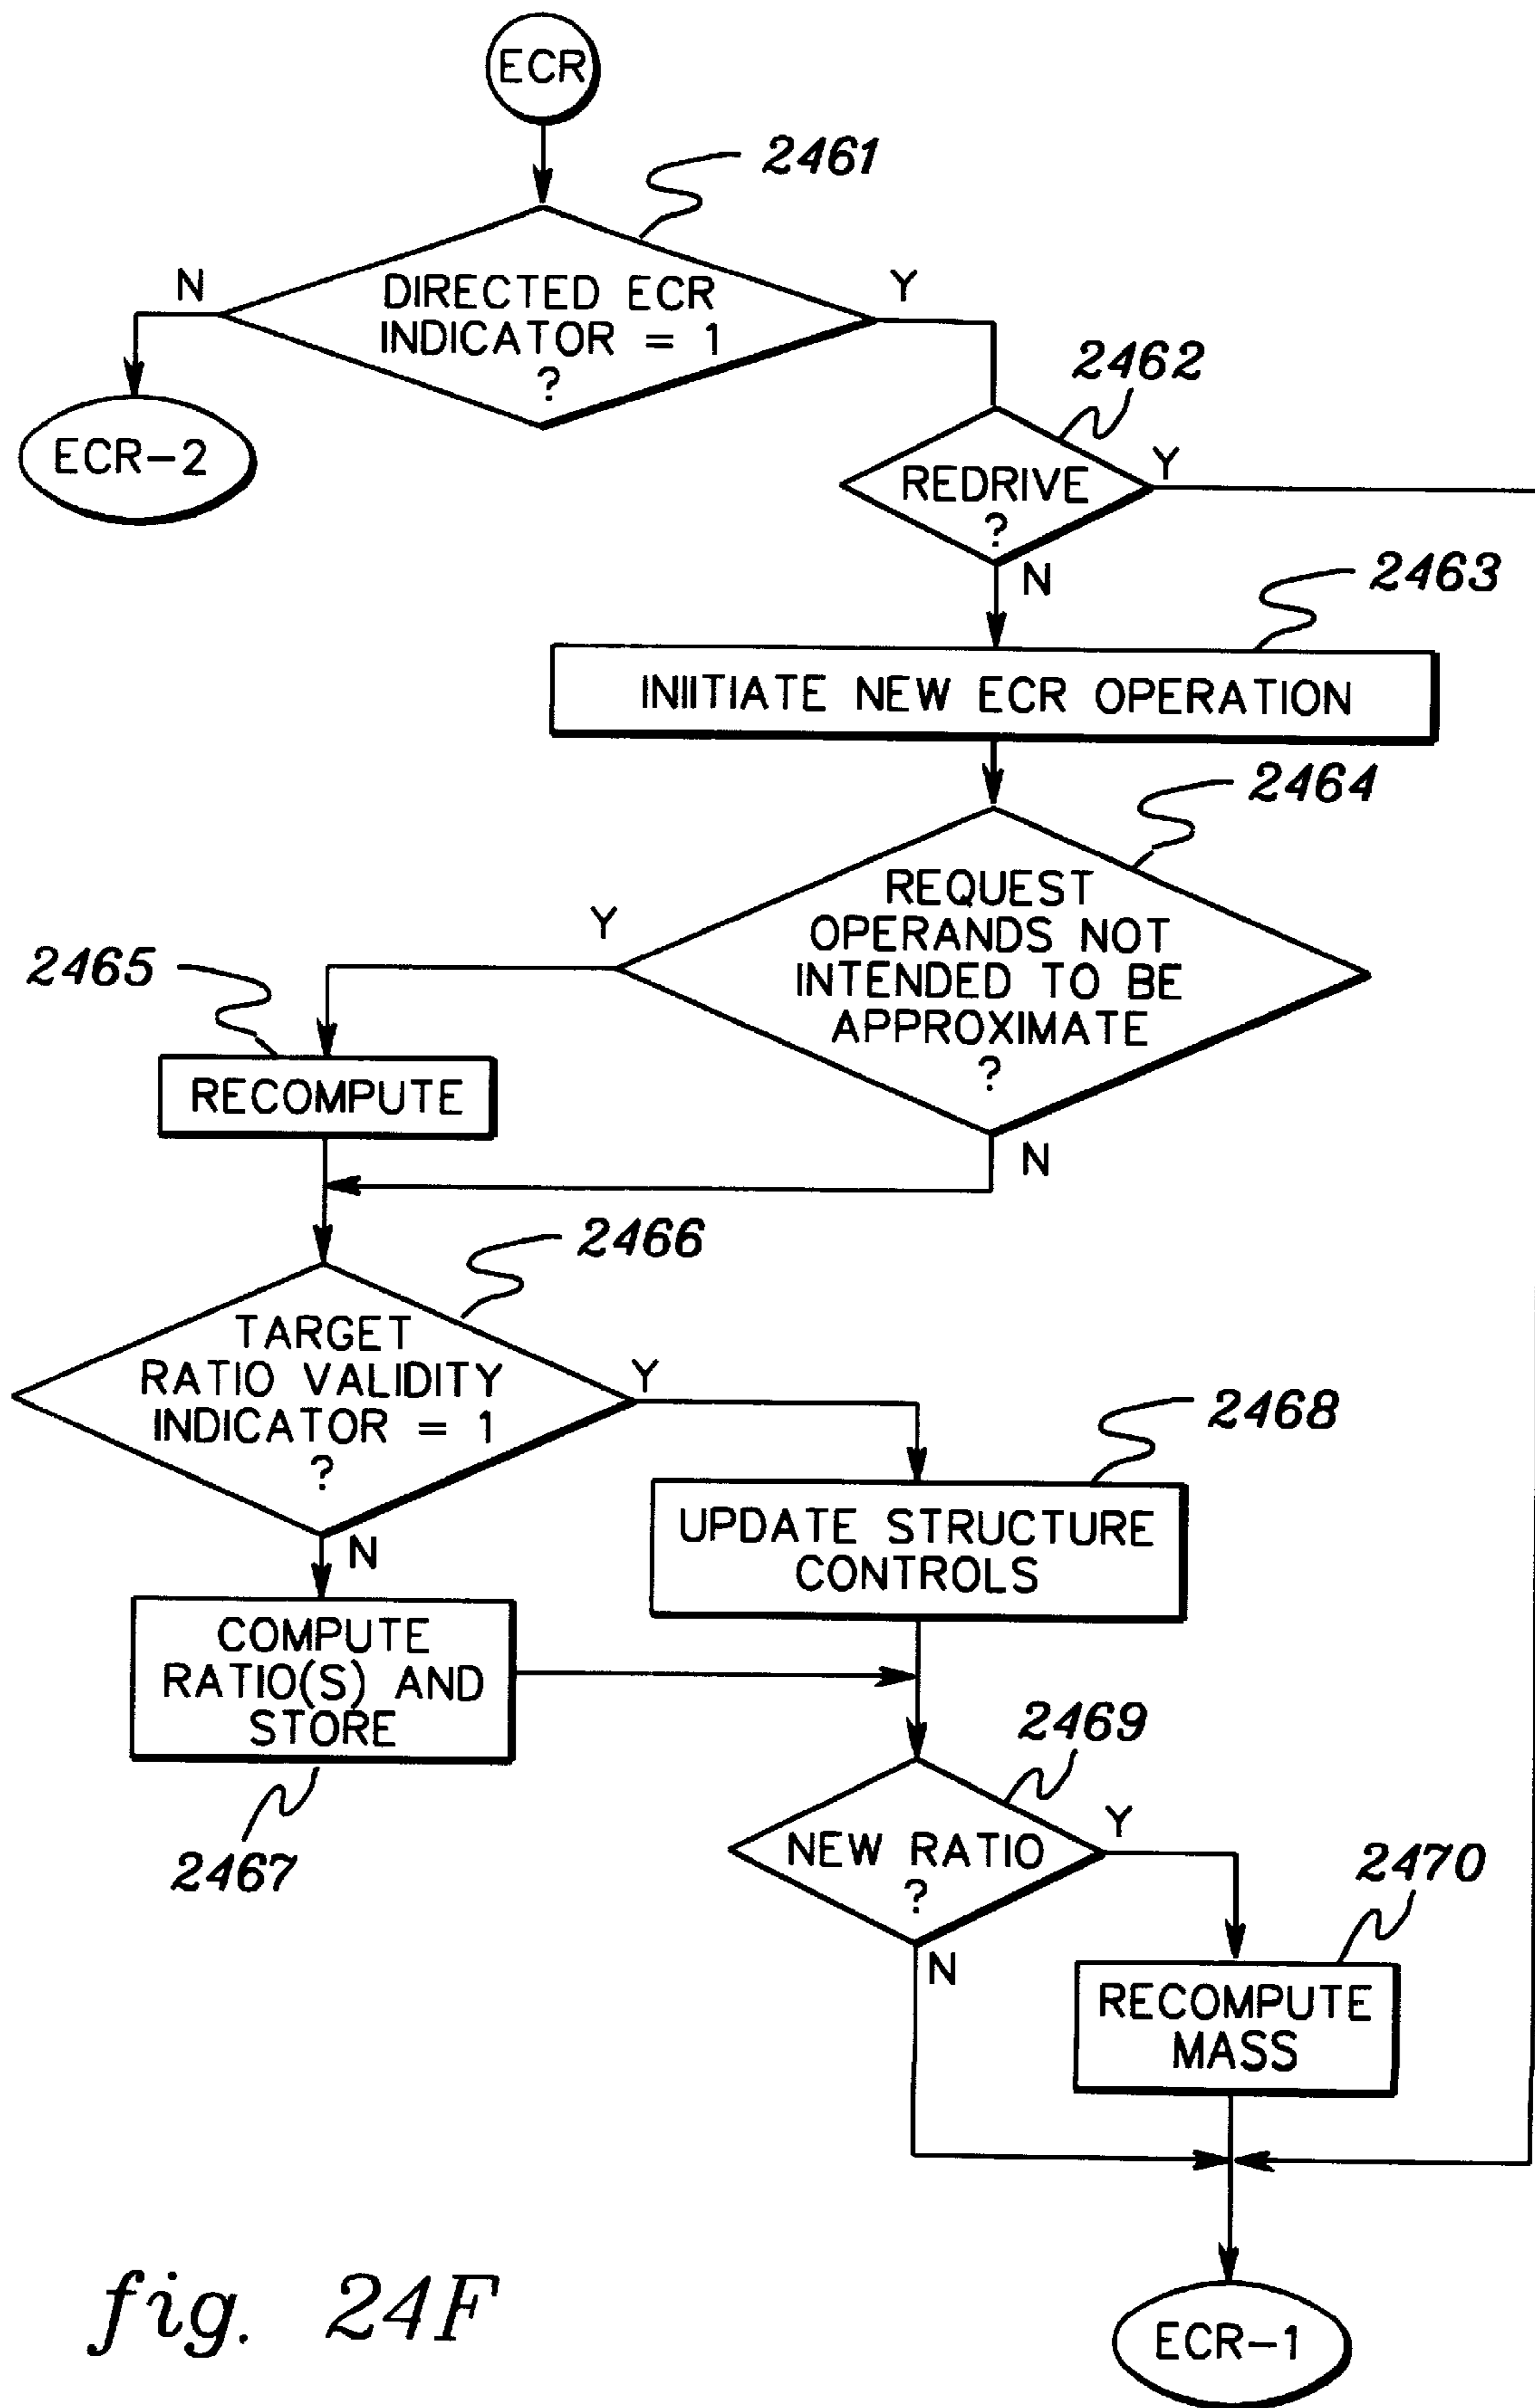 ECR
2461
N
DIRECTED ECR
INDICATOR = 1
?
Y
ECR-2
2462
REDRIVE
?
Y
N
2463
INIITIATE NEW ECR OPERATION
2464
REQUEST
OPERANDS NOT
INTENDED TO BE
APPROXIMATE
?
Y
N
2465
RECOMPUTE
2466
TARGET
RATIO VALIDITY
INDICATOR = 1
?
Y
N
2468
UPDATE STRUCTURE
CONTROLS
COMPUTE
RATIO(S) AND
STORE
2467
2469
NEW RATIO
?
Y
N
2470
RECOMPUTE
MASS
ECR-1
fig. 24F